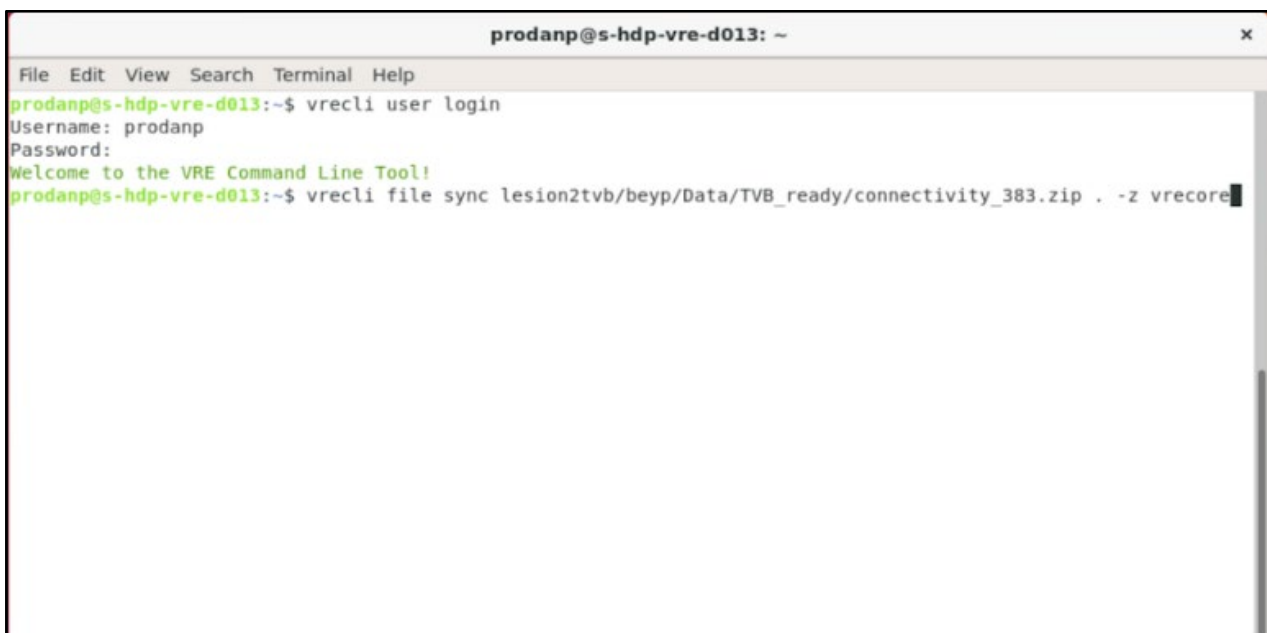 prodanp@s-hdp-vre-d013: ~ ×
File Edit View Search Terminal Help
prodanp@s-hdp-vre-d013:~$ vrecli user login
Username: prodanp
Password:
Welcome to the VRE Command Line Tool!
prodanp@s-hdp-vre-d013:~$ vrecli file sync lesion2tvb/beyp/Data/TVB_ready/connectivity_383.zip . -z vrecore